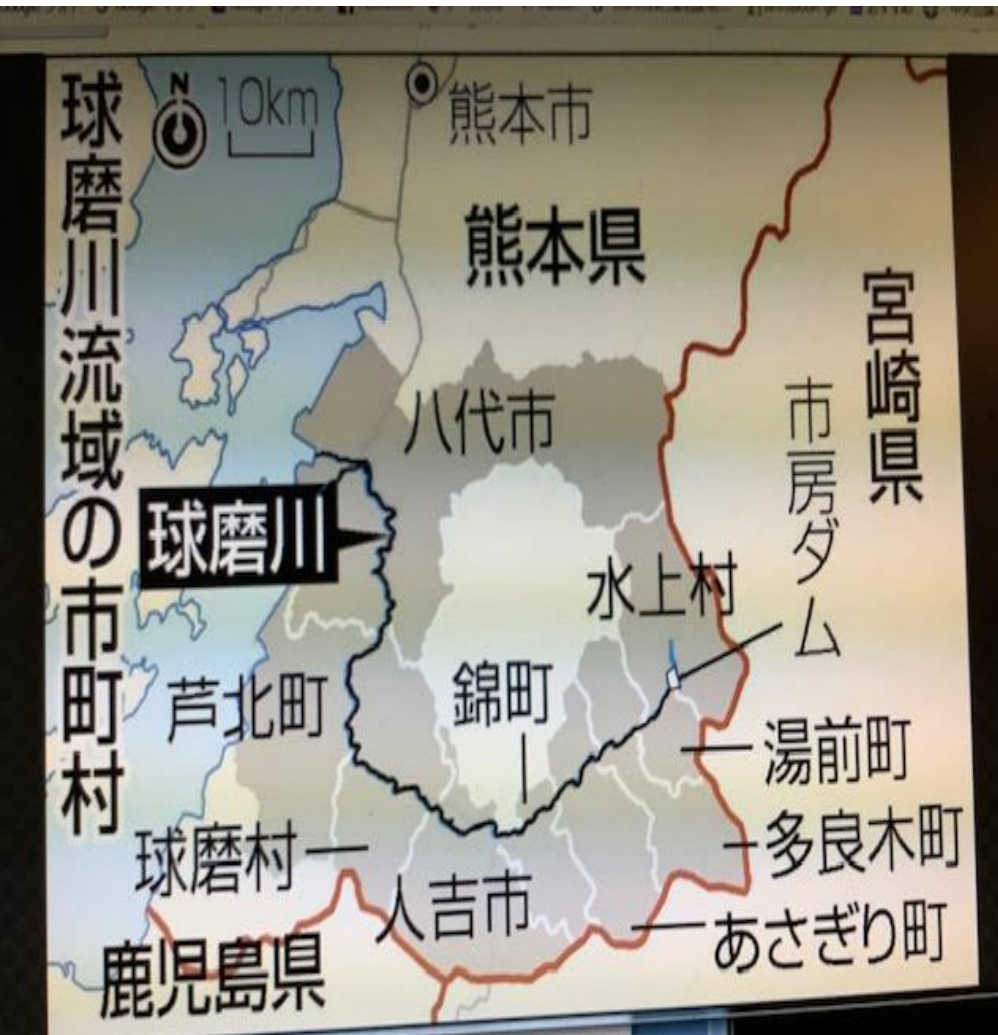 球磨川流域の市町村
N
10km
熊本市
熊本県
宮崎県
八代市
市房ダム
球磨川
水上村
錦町
芦北町
湯前町
球磨村
多良木町
人吉市
あさぎり町
鹿児島県